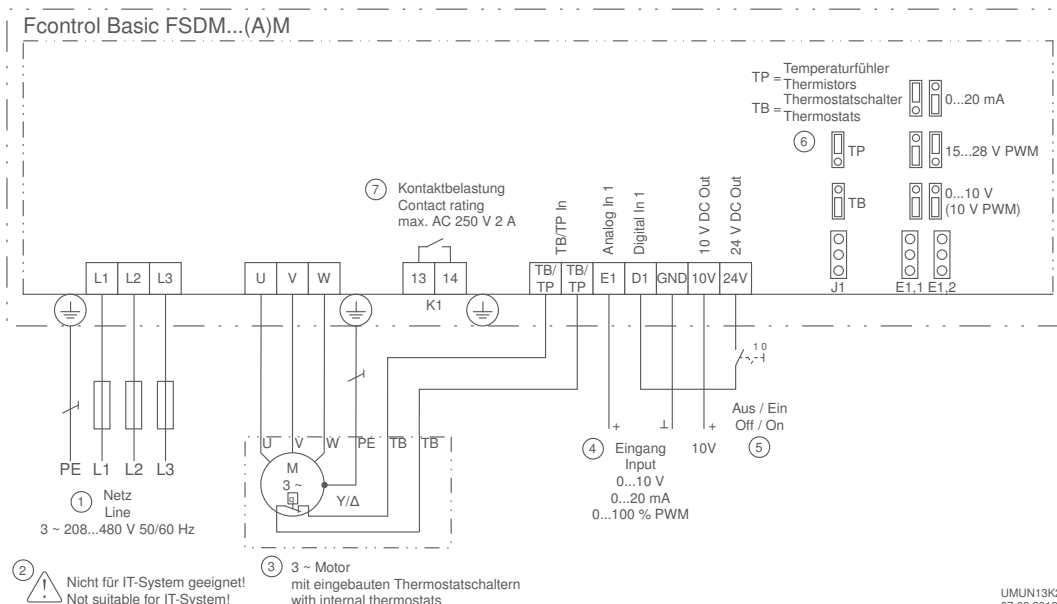 Fcontrol Basic FSDM...(A)M
TP = Temperaturfühler
Thermistors
TB = Thermostatschalter
Thermostats
6
TP
TB
J1
0...20 mA
15...28 V PWM
0...10 V
(10 V PWM)
E1,1 E1,2
7 Kontaktbelastung
Contact rating
max. AC 250 V 2 A
TB/TP In
Analog In 1
Digital In 1
10 V DC Out
24 V DC Out
L1 L2 L3
U V W
13 14
K1
TB/TP TB/TP E1 D1 GND 10V 24V
1 0
Aus / Ein
Off / On
5
PE L1 L2 L3
1 Netz
Line
3 ~ 208...480 V 50/60 Hz
U V W PE TB TB
M
3 ~
Y/Δ
+ ⊥ +
4 Eingang
Input
0...10 V
0...20 mA
0...100 % PWM
10V
2
Nicht für IT-System geeignet!
Not suitable for IT-System!
3 3 ~ Motor
mit eingebauten Thermostatschaltern
with internal thermostats